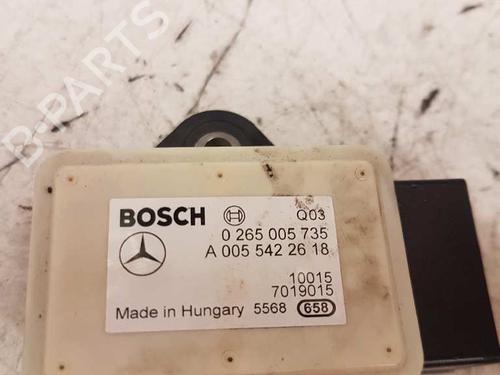 B-PARTS
BOSCH Q03
0 265 005 735
A 005 542 26 18
10015
7019015
Made in Hungary 5568 658